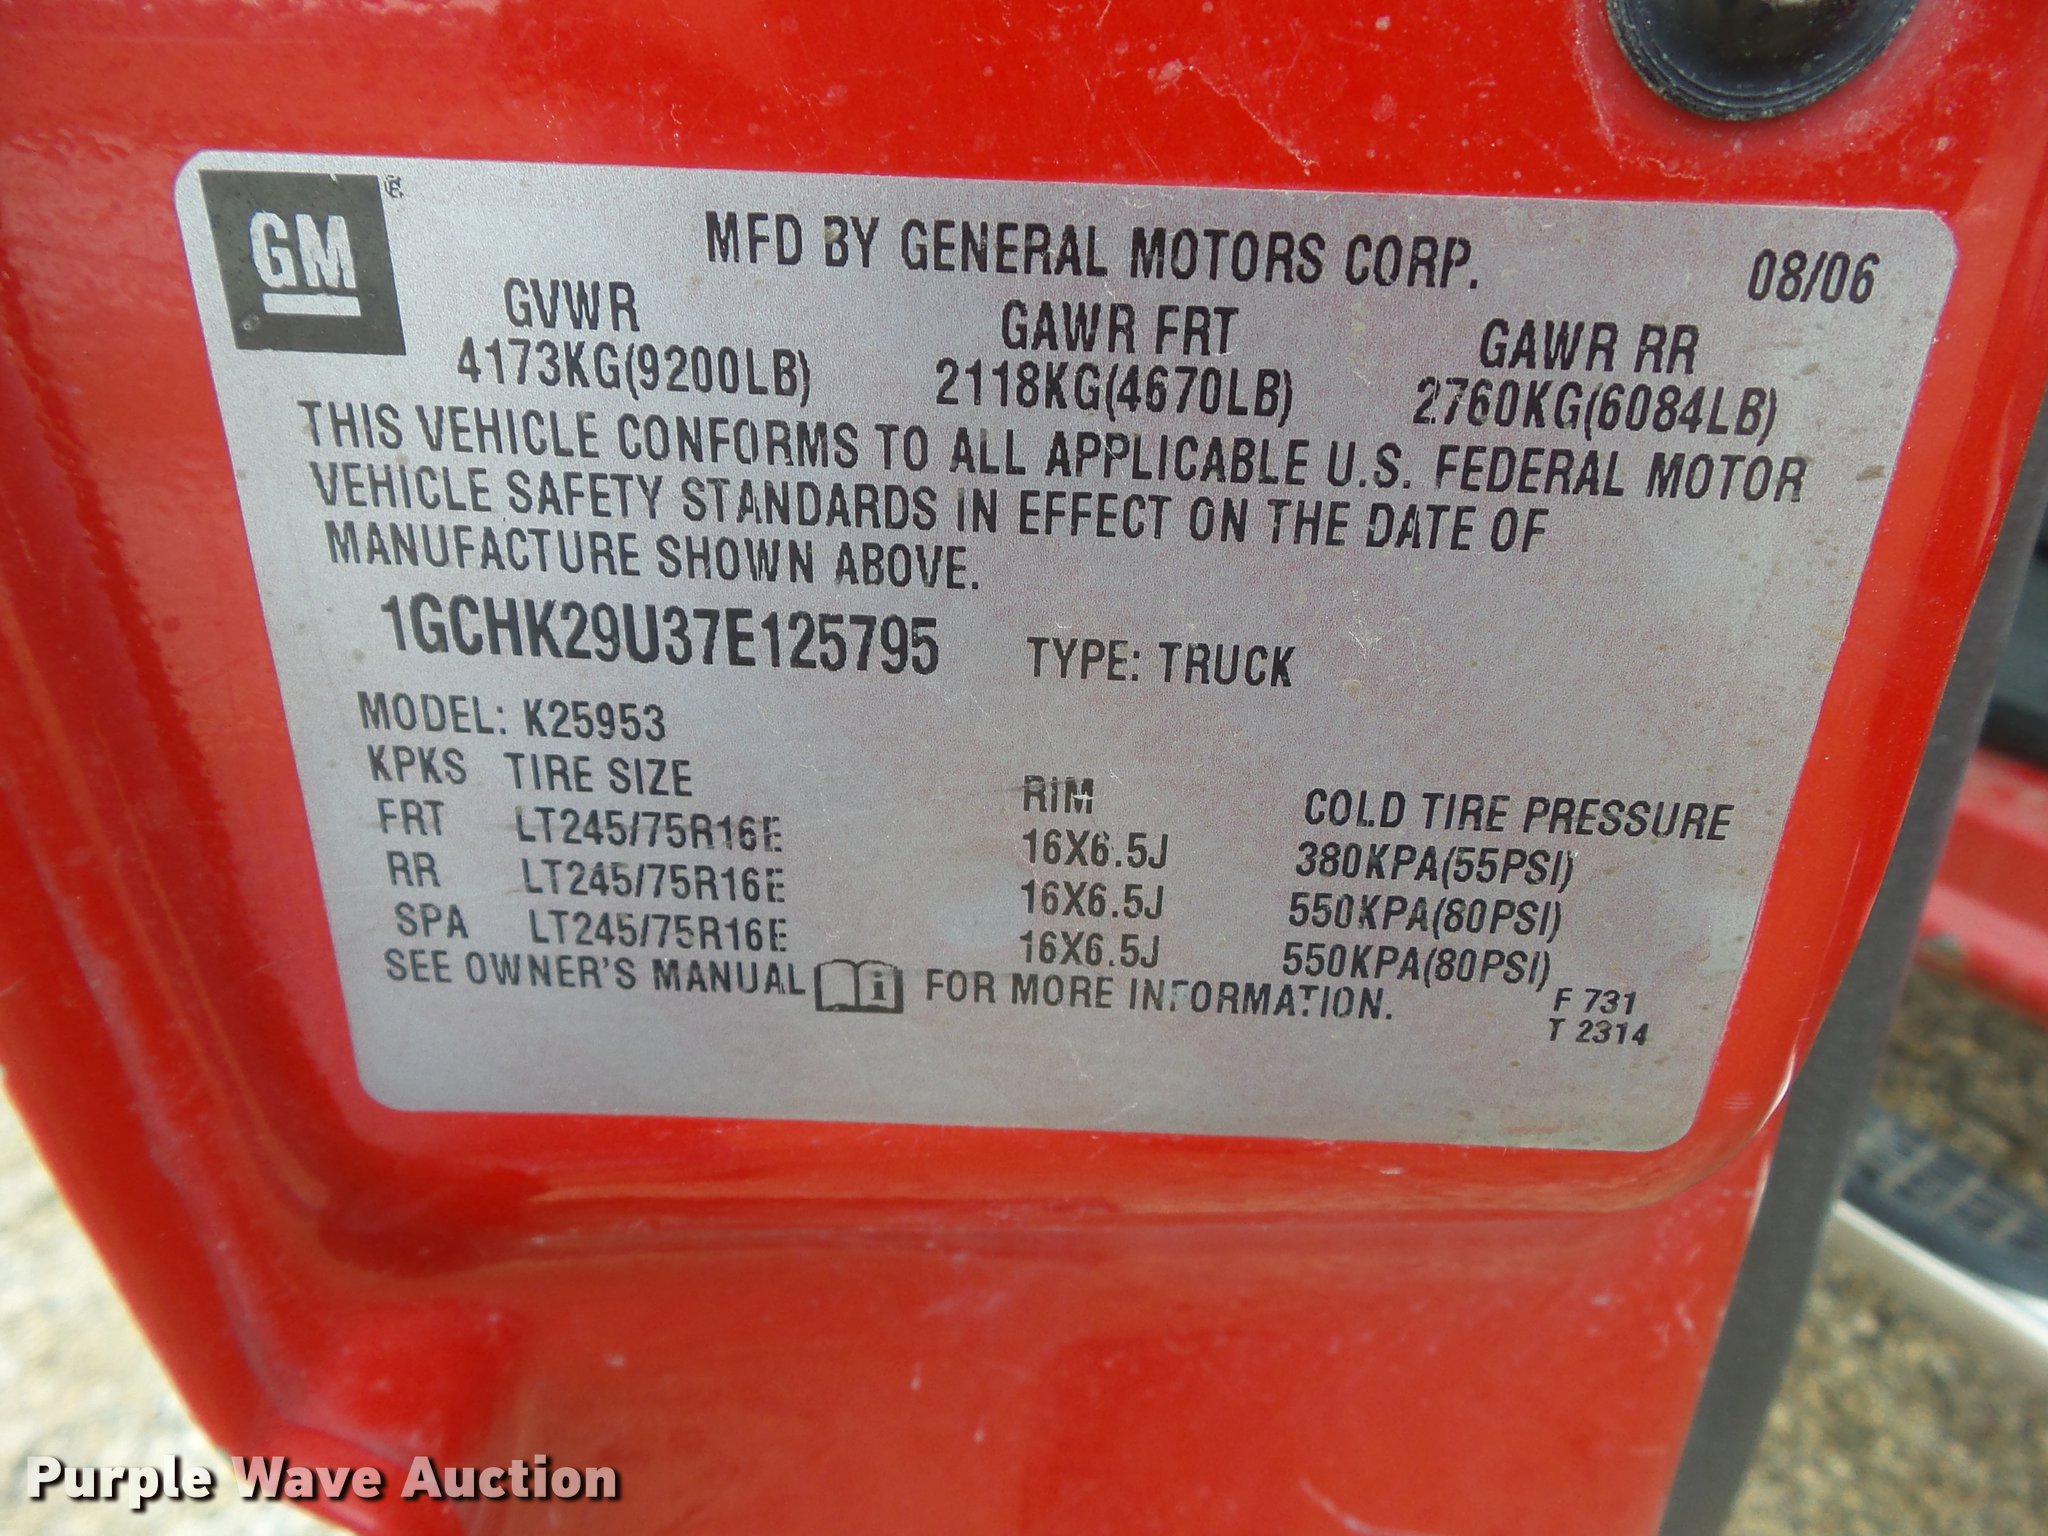 GM ®
MFD BY GENERAL MOTORS CORP. 08/06
GVWR GAWR FRT GAWR RR
4173KG(9200LB) 2118KG(4670LB) 2760KG(6084LB)
THIS VEHICLE CONFORMS TO ALL APPLICABLE U.S. FEDERAL MOTOR
VEHICLE SAFETY STANDARDS IN EFFECT ON THE DATE OF
MANUFACTURE SHOWN ABOVE.
1GCHK29U37E125795 TYPE: TRUCK
MODEL: K25953
KPKS TIRE SIZE RIM COLD TIRE PRESSURE
FRT LT245/75R16E 16X6.5J 380KPA(55PSI)
RR LT245/75R16E 16X6.5J 550KPA(80PSI)
SPA LT245/75R16E 16X6.5J 550KPA(80PSI)
SEE OWNER'S MANUAL i FOR MORE INFORMATION.
F 731
T 2314
Purple Wave Auction